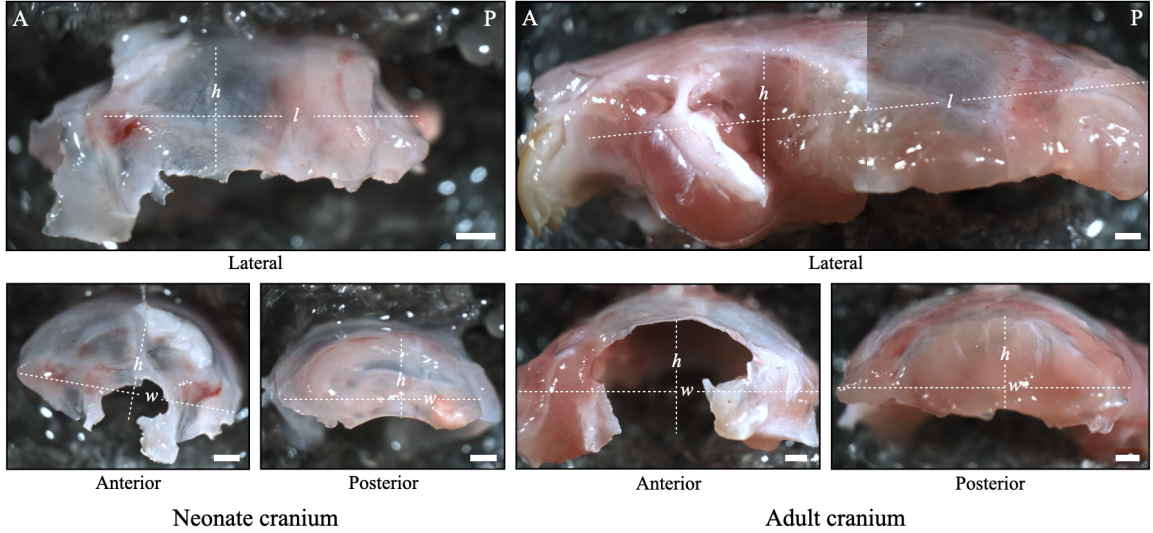 A P
h
l
Lateral
A P
h
l
Lateral
h
w
Anterior
h
w
Posterior
h
w
Anterior
h
w
Posterior
Neonate cranium
Adult cranium